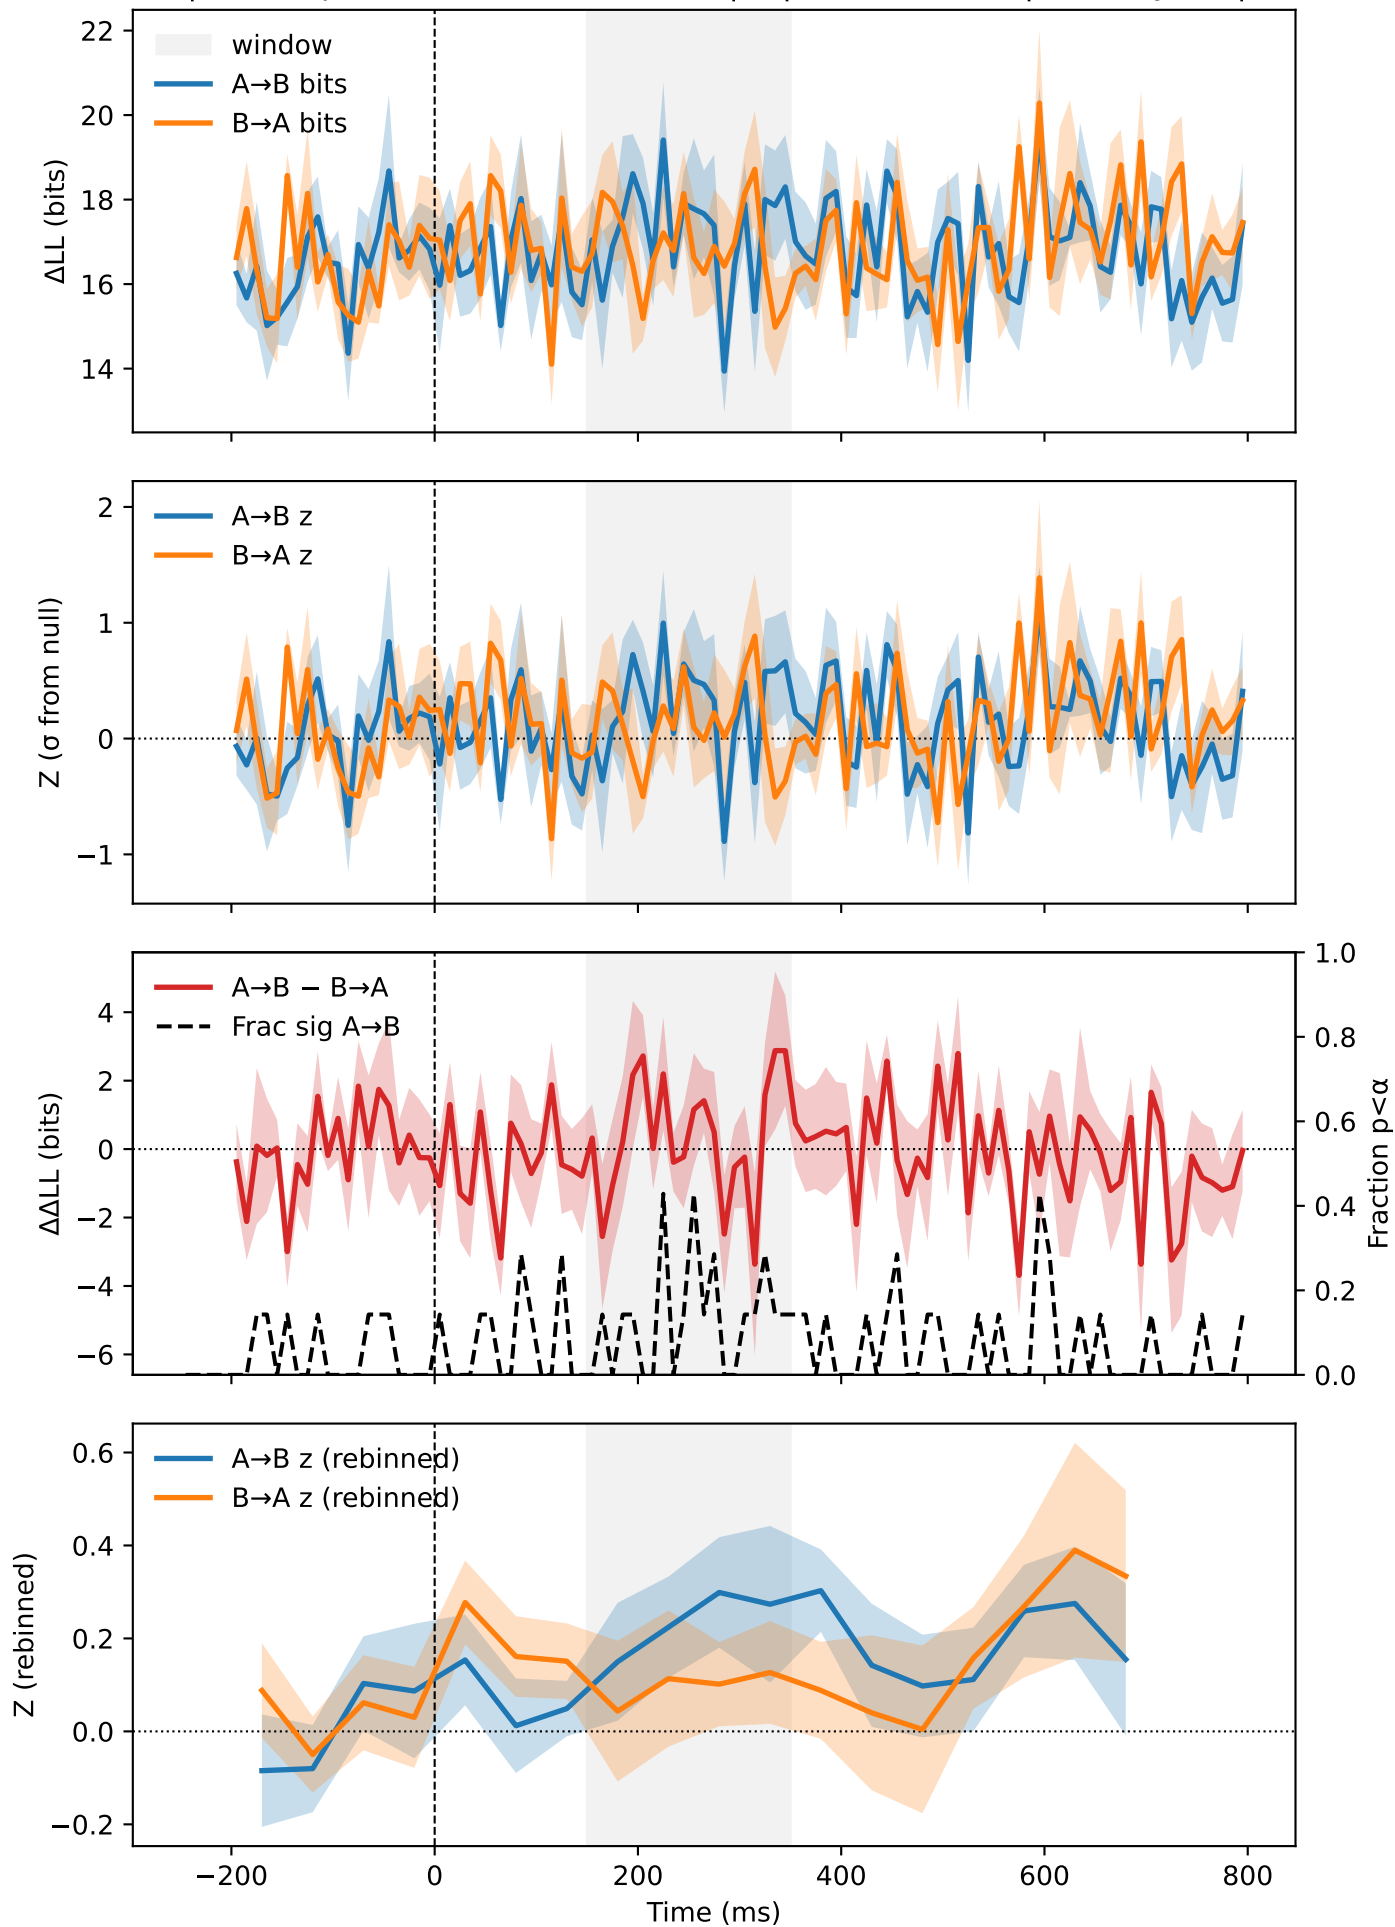 window
A→B bits
B→A bits
ΔLL (bits)
22
20
18
16
14
A→B z
B→A z
Z (σ from null)
2
1
0
−1
A→B − B→A
Frac sig A→B
ΔΔLL (bits)
4
2
0
−2
−4
−6
1.0
0.8
0.6
0.4
0.2
0.0
Fraction p<α
A→B z (rebinned)
B→A z (rebinned)
Z (rebinned)
0.6
0.4
0.2
0.0
−0.2
−200
0
200
400
600
800
Time (ms)